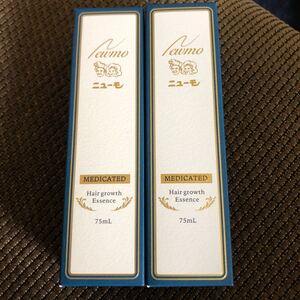 Newmo
ニューモ
MEDICATED
Hair growth
Essence
75mL
Newmo
ニューモ
MEDICATED
Hair growth
Essence
75mL